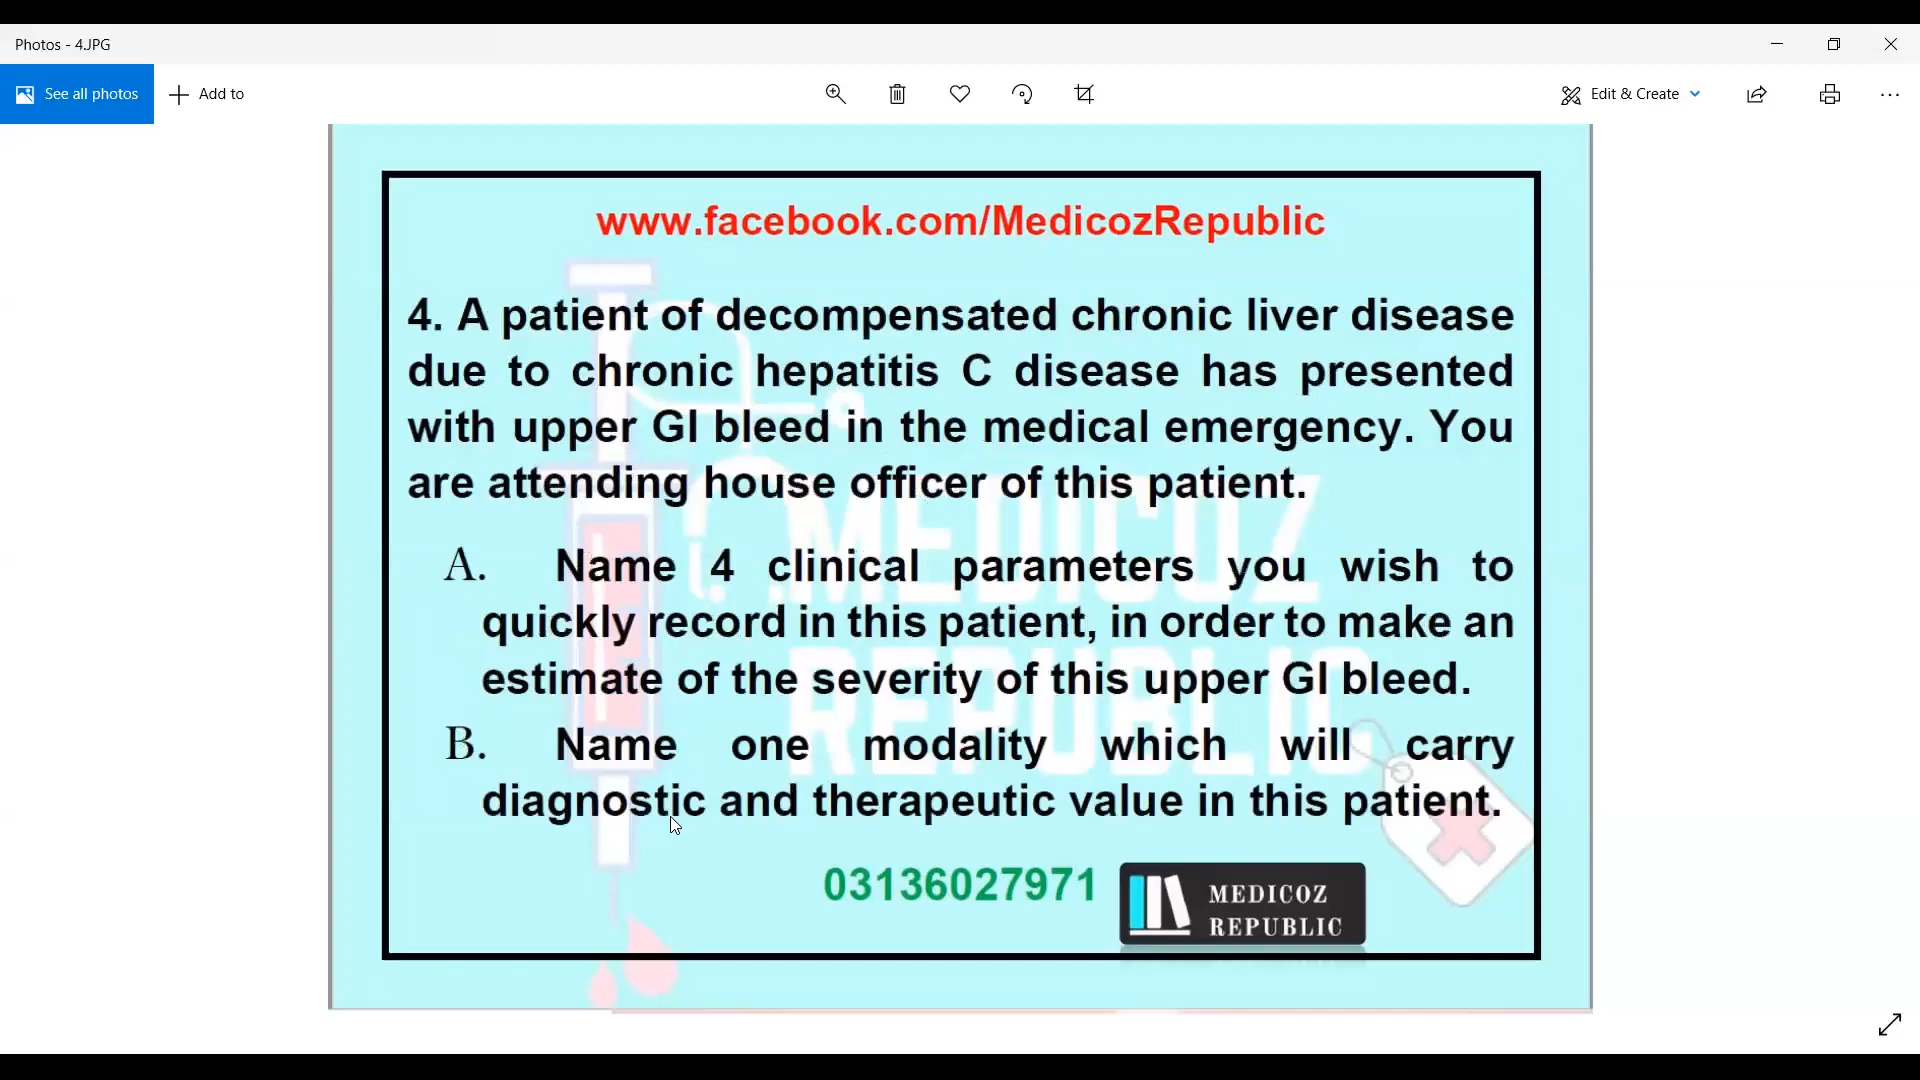 Photos - 4.JPG
See all photos
Add to
Edit & Create
www.facebook.com/MedicozRepublic
4. A patient of decompensated chronic liver disease
due to chronic hepatitis C disease has presented
with upper GI bleed in the medical emergency. You
are attending house officer of this patient.
A. Name 4 clinical parameters you wish to
quickly record in this patient, in order to make an
estimate of the severity of this upper GI bleed.
B. Name one modality which will carry
diagnostic and therapeutic value in this patient.
MEDICOZ
REPUBLIC
03136027971
MEDICOZ
REPUBLIC